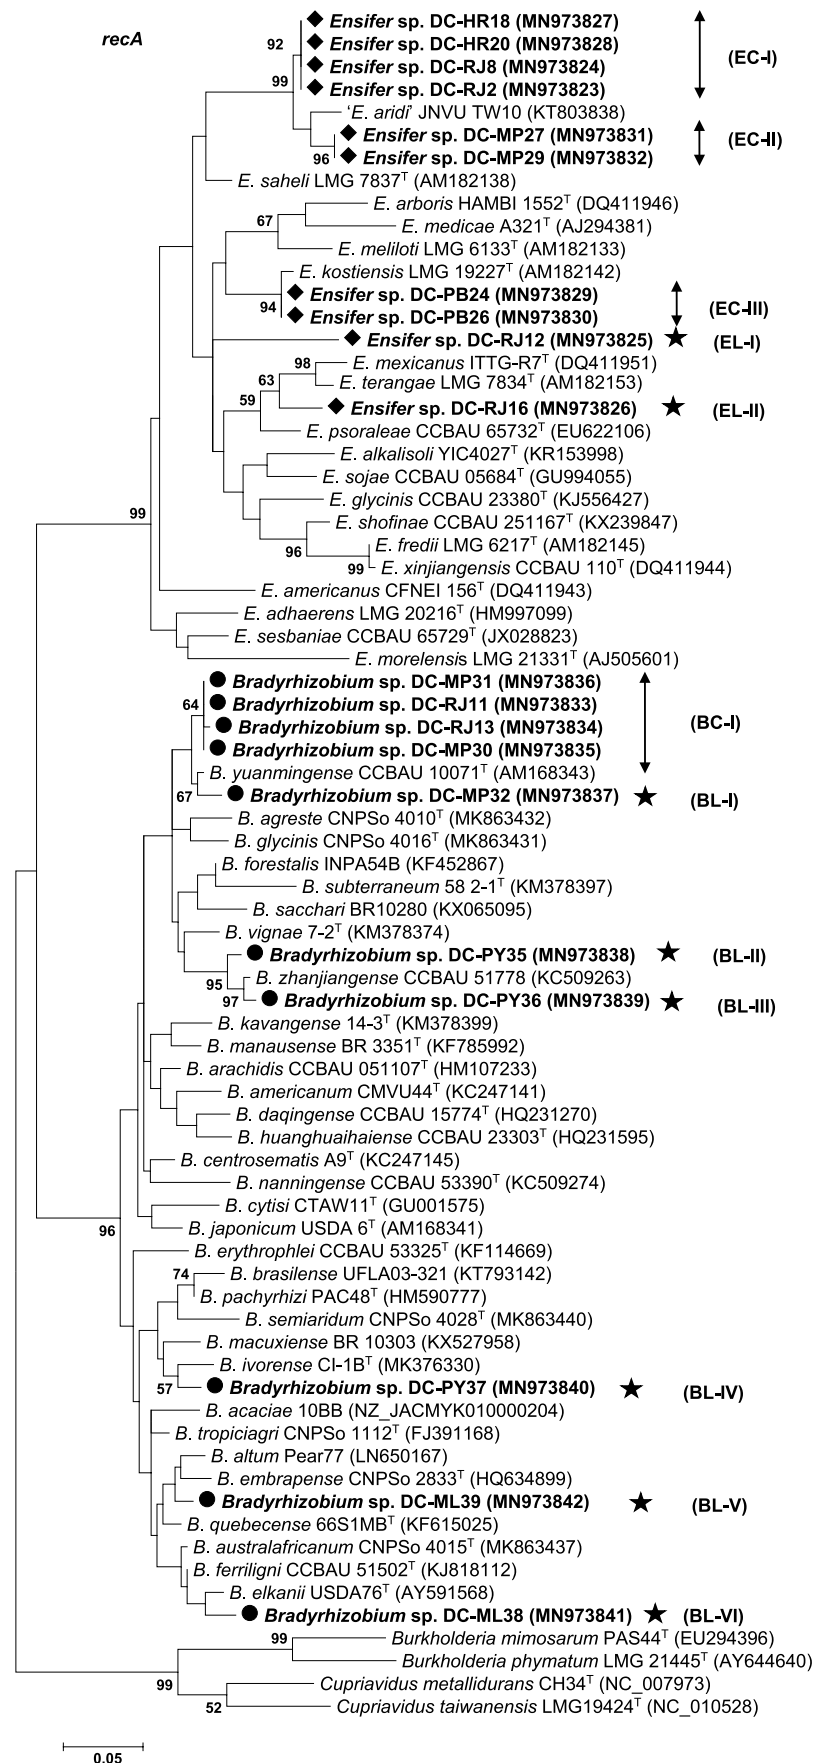 recA
92
Ensifer sp. DC-HR18 (MN973827)
Ensifer sp. DC-HR20 (MN973828)
(EC-I)
Ensifer sp. DC-RJ8 (MN973824)
99
Ensifer sp. DC-RJ2 (MN973823)
'E. aridi' JNVU TW10 (KT803838)
Ensifer sp. DC-MP27 (MN973831)
(EC-II)
96
Ensifer sp. DC-MP29 (MN973832)
E. saheli LMG 7837T (AM182138)
E. arboris HAMBI 1552T (DQ411946)
67
E. medicae A321T (AJ294381)
E. meliloti LMG 6133T (AM182133)
E. kostiensis LMG 19227T (AM182142)
94
Ensifer sp. DC-PB24 (MN973829)
(EC-III)
Ensifer sp. DC-PB26 (MN973830)
Ensifer sp. DC-RJ12 (MN973825)
(EL-I)
98
E. mexicanus ITTG-R7T (DQ411951)
63
E. terangae LMG 7834T (AM182153)
59
Ensifer sp. DC-RJ16 (MN973826)
(EL-II)
E. psoraleae CCBAU 65732T (EU622106)
E. alkalisoli YIC4027T (KR153998)
E. sojae CCBAU 05684T (GU994055)
E. glycinis CCBAU 23380T (KJ556427)
E. shofinae CCBAU 251167T (KX239847)
96
E. fredii LMG 6217T (AM182145)
99
E. xinjiangensis CCBAU 110T (DQ411944)
99
E. americanus CFNEI 156T (DQ411943)
E. adhaerens LMG 20216T (HM997099)
E. sesbaniae CCBAU 65729T (JX028823)
E. morelensis LMG 21331T (AJ505601)
Bradyrhizobium sp. DC-MP31 (MN973836)
64
Bradyrhizobium sp. DC-RJ11 (MN973833)
(BC-I)
Bradyrhizobium sp. DC-RJ13 (MN973834)
Bradyrhizobium sp. DC-MP30 (MN973835)
B. yuanmingense CCBAU 10071T (AM168343)
67
Bradyrhizobium sp. DC-MP32 (MN973837)
(BL-I)
B. agreste CNPSo 4010T (MK863432)
B. glycinis CNPSo 4016T (MK863431)
B. forestalis INPA54B (KF452867)
B. subterraneum 58 2-1T (KM378397)
B. sacchari BR10280 (KX065095)
B. vignae 7-2T (KM378374)
Bradyrhizobium sp. DC-PY35 (MN973838)
(BL-II)
95
B. zhanjiangense CCBAU 51778 (KC509263)
97
Bradyrhizobium sp. DC-PY36 (MN973839)
(BL-III)
B. kavangense 14-3T (KM378399)
B. manausense BR 3351T (KF785992)
B. arachidis CCBAU 051107T (HM107233)
B. americanum CMVU44T (KC247141)
B. daqingense CCBAU 15774T (HQ231270)
B. huanghuaihaiense CCBAU 23303T (HQ231595)
B. centrosematis A9T (KC247145)
B. nanningense CCBAU 53390T (KC509274)
B. cytisi CTAW11T (GU001575)
96
B. japonicum USDA 6T (AM168341)
B. erythrophlei CCBAU 53325T (KF114669)
74
B. brasilense UFLA03-321 (KT793142)
B. pachyrhizi PAC48T (HM590777)
B. semiaridum CNPSo 4028T (MK863440)
B. macuxiense BR 10303 (KX527958)
B. ivorense CI-1BT (MK376330)
57
Bradyrhizobium sp. DC-PY37 (MN973840)
(BL-IV)
B. acaciae 10BB (NZ_JACMYK010000204)
B. tropiciagri CNPSo 1112T (FJ391168)
B. altum Pear77 (LN650167)
B. embrapense CNPSo 2833T (HQ634899)
Bradyrhizobium sp. DC-ML39 (MN973842)
(BL-V)
B. quebecense 66S1MBT (KF615025)
B. australafricanum CNPSo 4015T (MK863437)
B. ferriligni CCBAU 51502T (KJ818112)
B. elkanii USDA76T (AY591568)
Bradyrhizobium sp. DC-ML38 (MN973841)
(BL-VI)
99
Burkholderia mimosarum PAS44T (EU294396)
Burkholderia phymatum LMG 21445T (AY644640)
99
Cupriavidus metallidurans CH34T (NC_007973)
52
Cupriavidus taiwanensis LMG19424T (NC_010528)
0.05